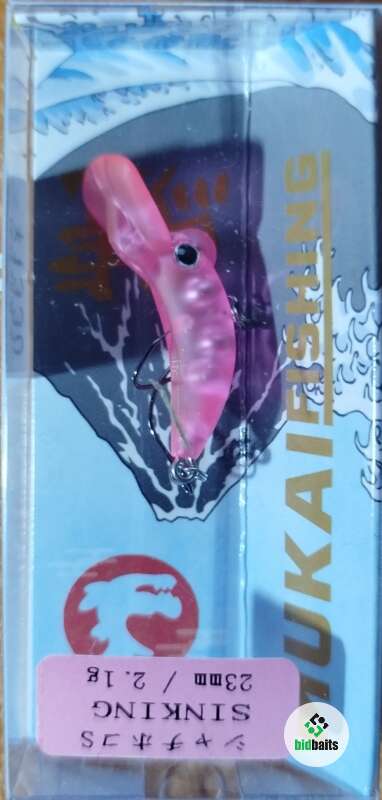 MUKAI FISHING
シャチホコS
SINKING
23mm / 2.1g
bidbaits